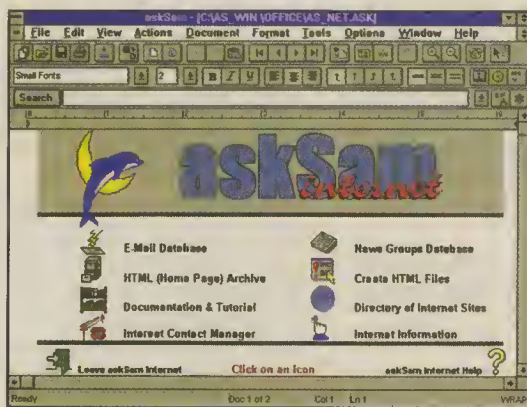 askSam - [C:\AS_WIN\OFFICE\AS_NET.ASK]
File Edit View Actions Document Format Tools Options Window Help
Small Fonts 2 B I U
Search
askSam
internet
E-Mail Database
News Groups Database
HTML (Home Page) Archive
Create HTML Files
Documentation & Tutorial
Directory of Internet Sites
Internet Contact Manager
Internet Information
Leave askSam Internet
Click on an Icon
askSam Internet Help
Ready Doc 1 of 2 Col 1 Ln 1 WRAP